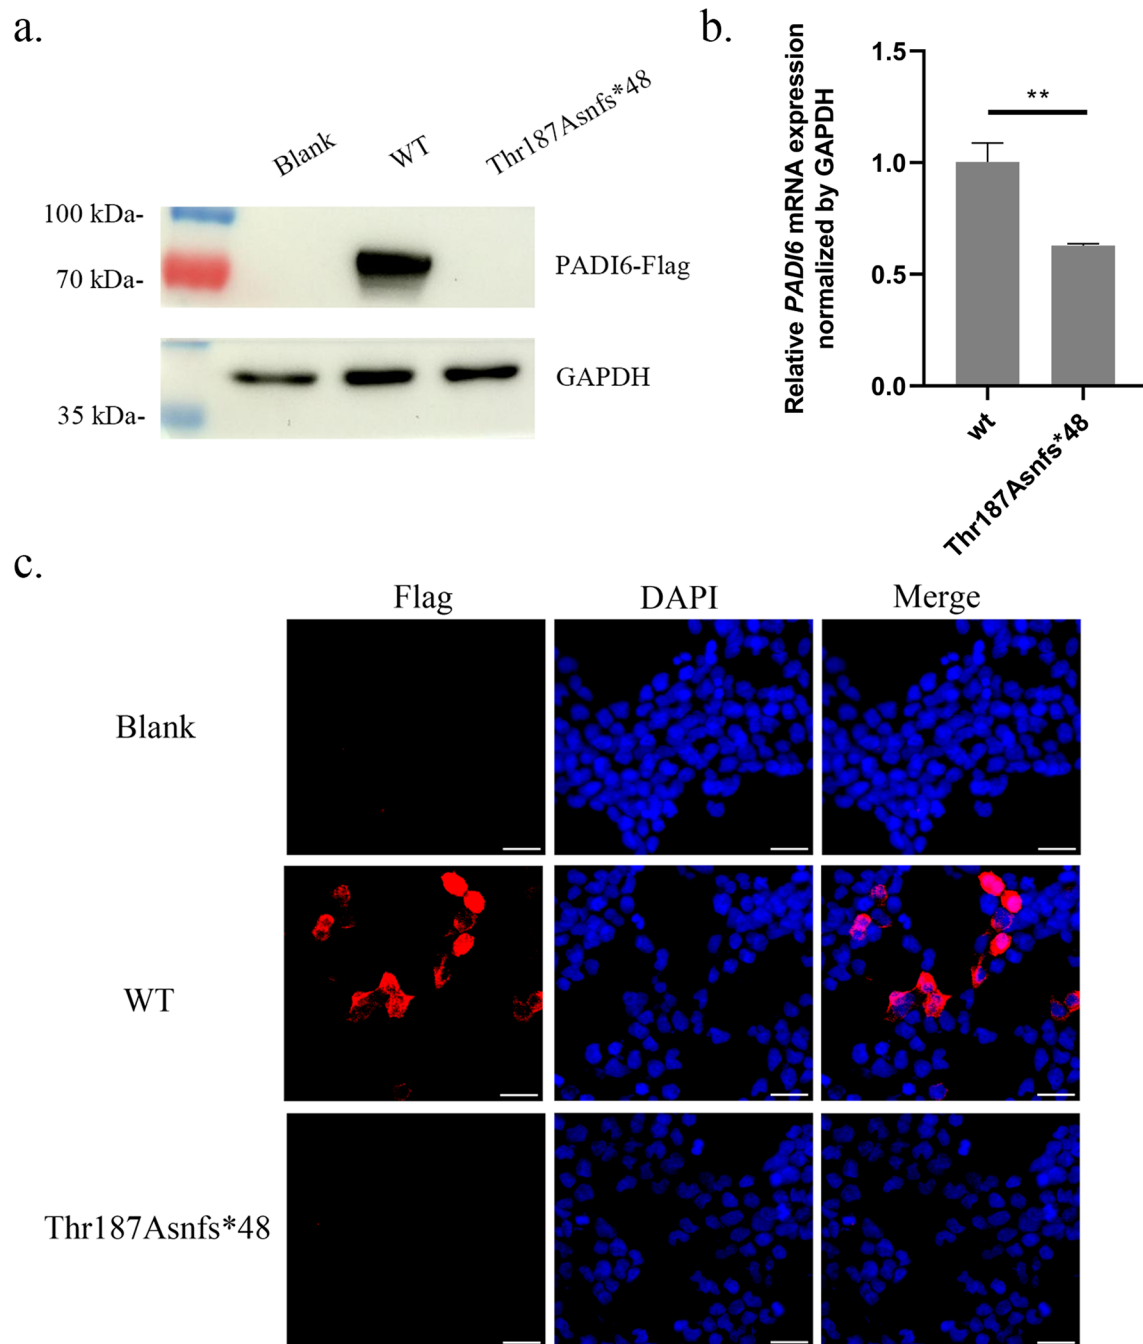 a.
Blank
WT
Thr187Asnfs*48
100 kDa-
70 kDa-
PADI6-Flag
GAPDH
35 kDa-
b.
Relative PADI6 mRNA expression
normalized by GAPDH
1.5
1.0
0.5
0.0
**
wt
Thr187Asnfs*48
c.
Flag DAPI Merge
Blank
WT
Thr187Asnfs*48